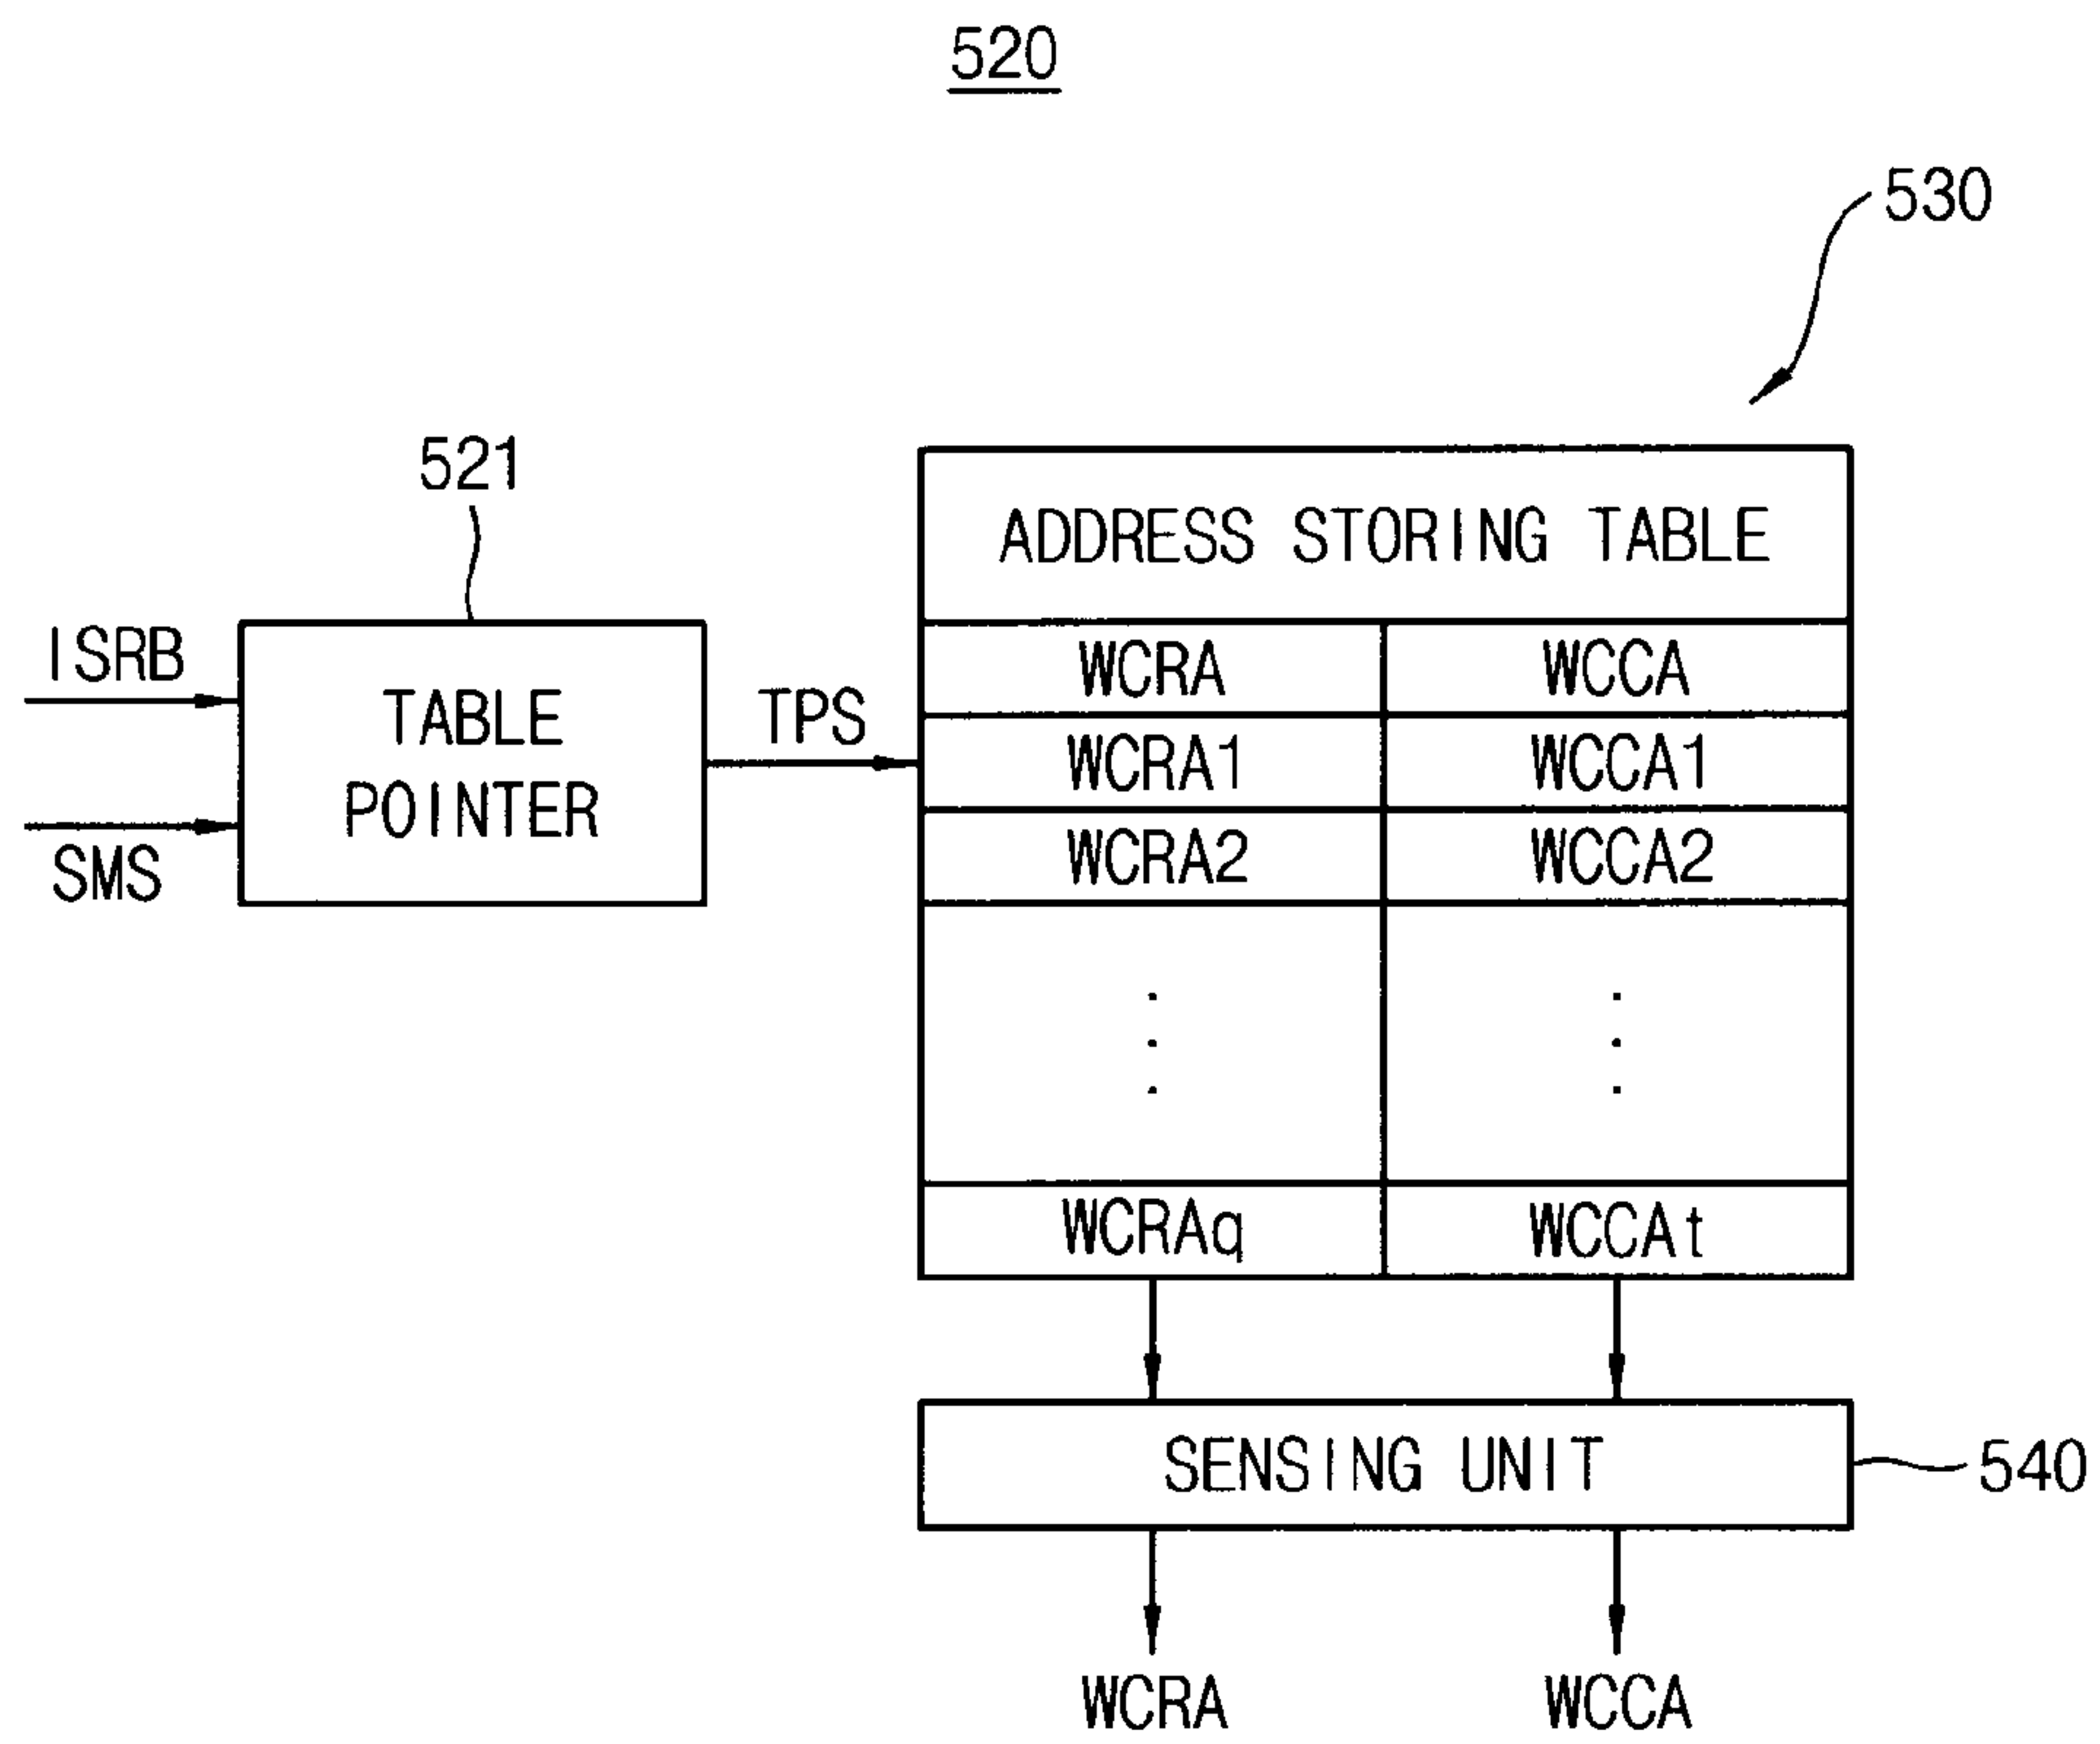 520
530
521
ADDRESS STORING TABLE
ISRB
SMS
TABLE
POINTER
TPS
WCRA WCCA
WCRA1 WCCA1
WCRA2 WCCA2
WCRAq WCCAt
SENSING UNIT
540
WCRA WCCA